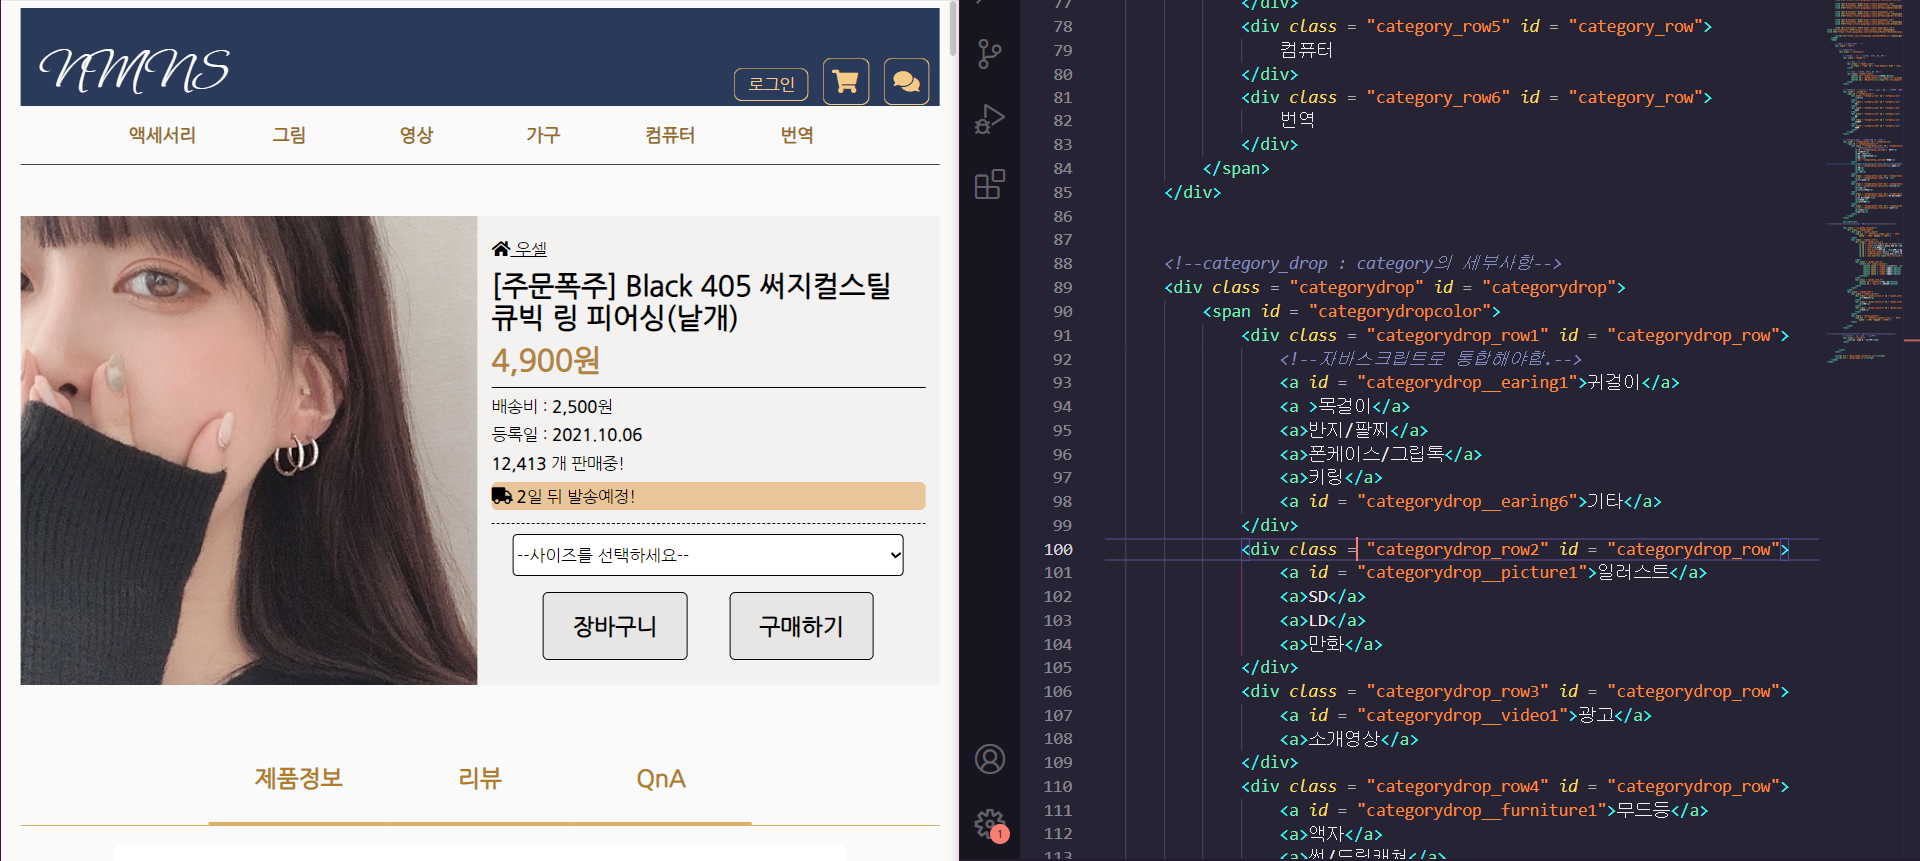 NMNS
로그인
액세서리 그림 영상 가구 컴퓨터 번역
우셀
[주문폭주] Black 405 써지컬스틸
큐빅 링 피어싱(낱개)
4,900원
배송비 : 2,500원
등록일 : 2021.10.06
12,413 개 판매중!
2일 뒤 발송예정!
--사이즈를 선택하세요--
장바구니 구매하기
제품정보 리뷰 QnA
77 </div>
78 <div class = "category_row5" id = "category_row">
79 컴퓨터
80 </div>
81 <div class = "category_row6" id = "category_row">
82 번역
83 </div>
84 </span>
85 </div>
86
87
88 <!--category_drop : category의 세부사항-->
89 <div class = "categorydrop" id = "categorydrop">
90 <span id = "categorydropcolor">
91 <div class = "categorydrop_row1" id = "categorydrop_row">
92 <!--자바스크립트로 통합해야함.-->
93 <a id = "categorydrop__earing1">귀걸이</a>
94 <a >목걸이</a>
95 <a>반지/팔찌</a>
96 <a>폰케이스/그립톡</a>
97 <a>키링</a>
98 <a id = "categorydrop__earing6">기타</a>
99 </div>
100 <div class = "categorydrop_row2" id = "categorydrop_row">
101 <a id = "categorydrop__picture1">일러스트</a>
102 <a>SD</a>
103 <a>LD</a>
104 <a>만화</a>
105 </div>
106 <div class = "categorydrop_row3" id = "categorydrop_row">
107 <a id = "categorydrop__video1">광고</a>
108 <a>소개영상</a>
109 </div>
110 <div class = "categorydrop_row4" id = "categorydrop_row">
111 <a id = "categorydrop__furniture1">무드등</a>
112 <a>액자</a>
113 <a>썬/드림캐쳐</a>
1